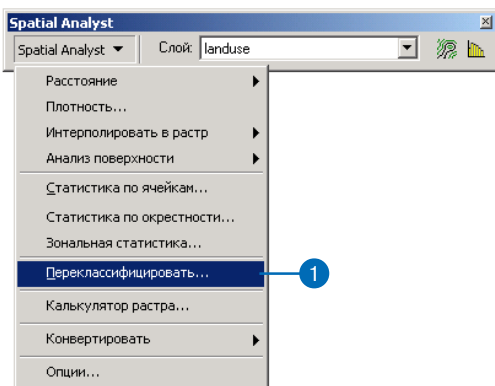 Spatial Analyst
Spatial Analyst Слой: landuse
Расстояние
Плотность...
Интерполировать в растр
Анализ поверхности
Статистика по ячейкам...
Статистика по окрестности...
Зональная статистика...
Переклассифицировать... 1
Калькулятор растра...
Конвертировать
Опции...